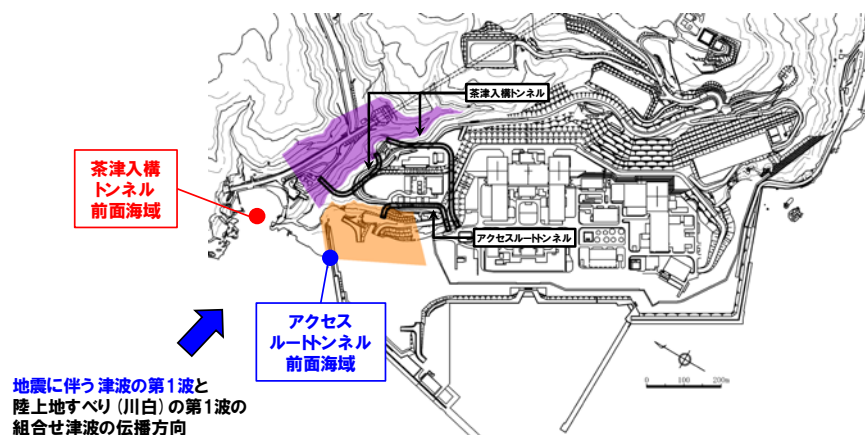 茶津入構トンネル
茶津入構
トンネル
前面海域
アクセスルートトンネル
アクセス
ルートトンネル
前面海域
地震に伴う津波の第1波と
陸上地すべり(川白)の第1波の
組合せ津波の伝播方向
0 100 200m